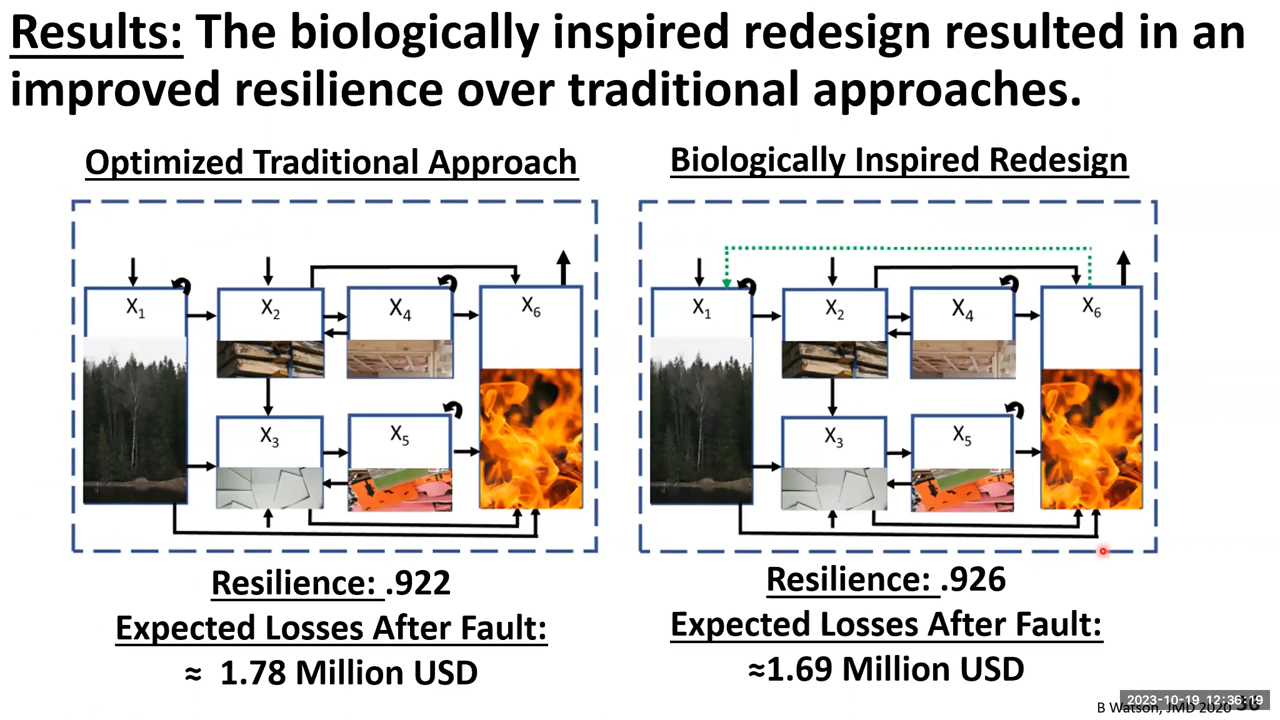 Results: The biologically inspired redesign resulted in an
improved resilience over traditional approaches.
Optimized Traditional Approach
X1
X2
X4
X6
X3
X5
Resilience: .922
Expected Losses After Fault:
≈ 1.78 Million USD
Biologically Inspired Redesign
X1
X2
X4
X6
X3
X5
Resilience: .926
Expected Losses After Fault:
≈1.69 Million USD
2023-10-19 12:36:19
B Watson, JMD 2020